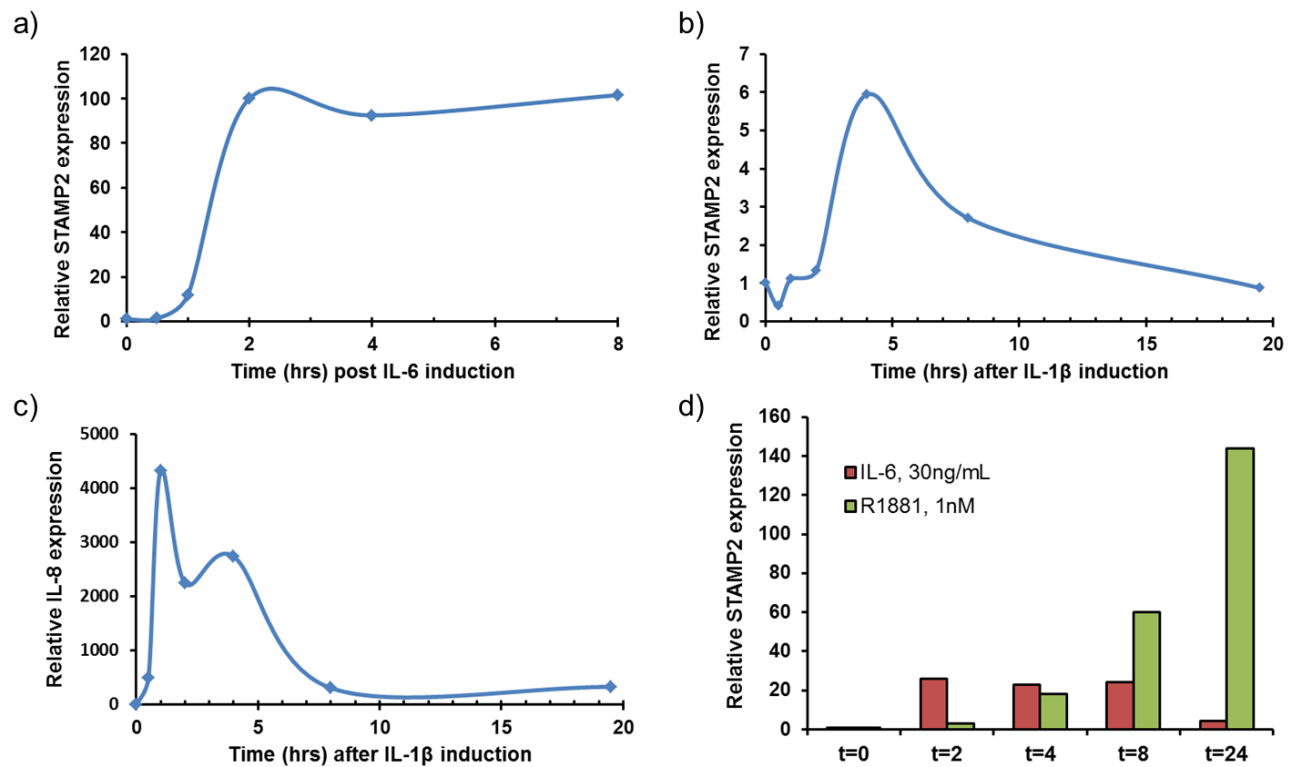 a)
Relative STAMP2 expression
120
100
80
60
40
20
0
0 2 4 6 8
Time (hrs) post IL-6 induction
b)
Relative STAMP2 expression
7
6
5
4
3
2
1
0
0 5 10 15 20
Time (hrs) after IL-1β induction
c)
Relative IL-8 expression
5000
4000
3000
2000
1000
0
0 5 10 15 20
Time (hrs) after IL-1β induction
d)
Relative STAMP2 expression
160
140
120
100
80
60
40
20
0
IL-6, 30ng/mL
R1881, 1nM
t=0 t=2 t=4 t=8 t=24